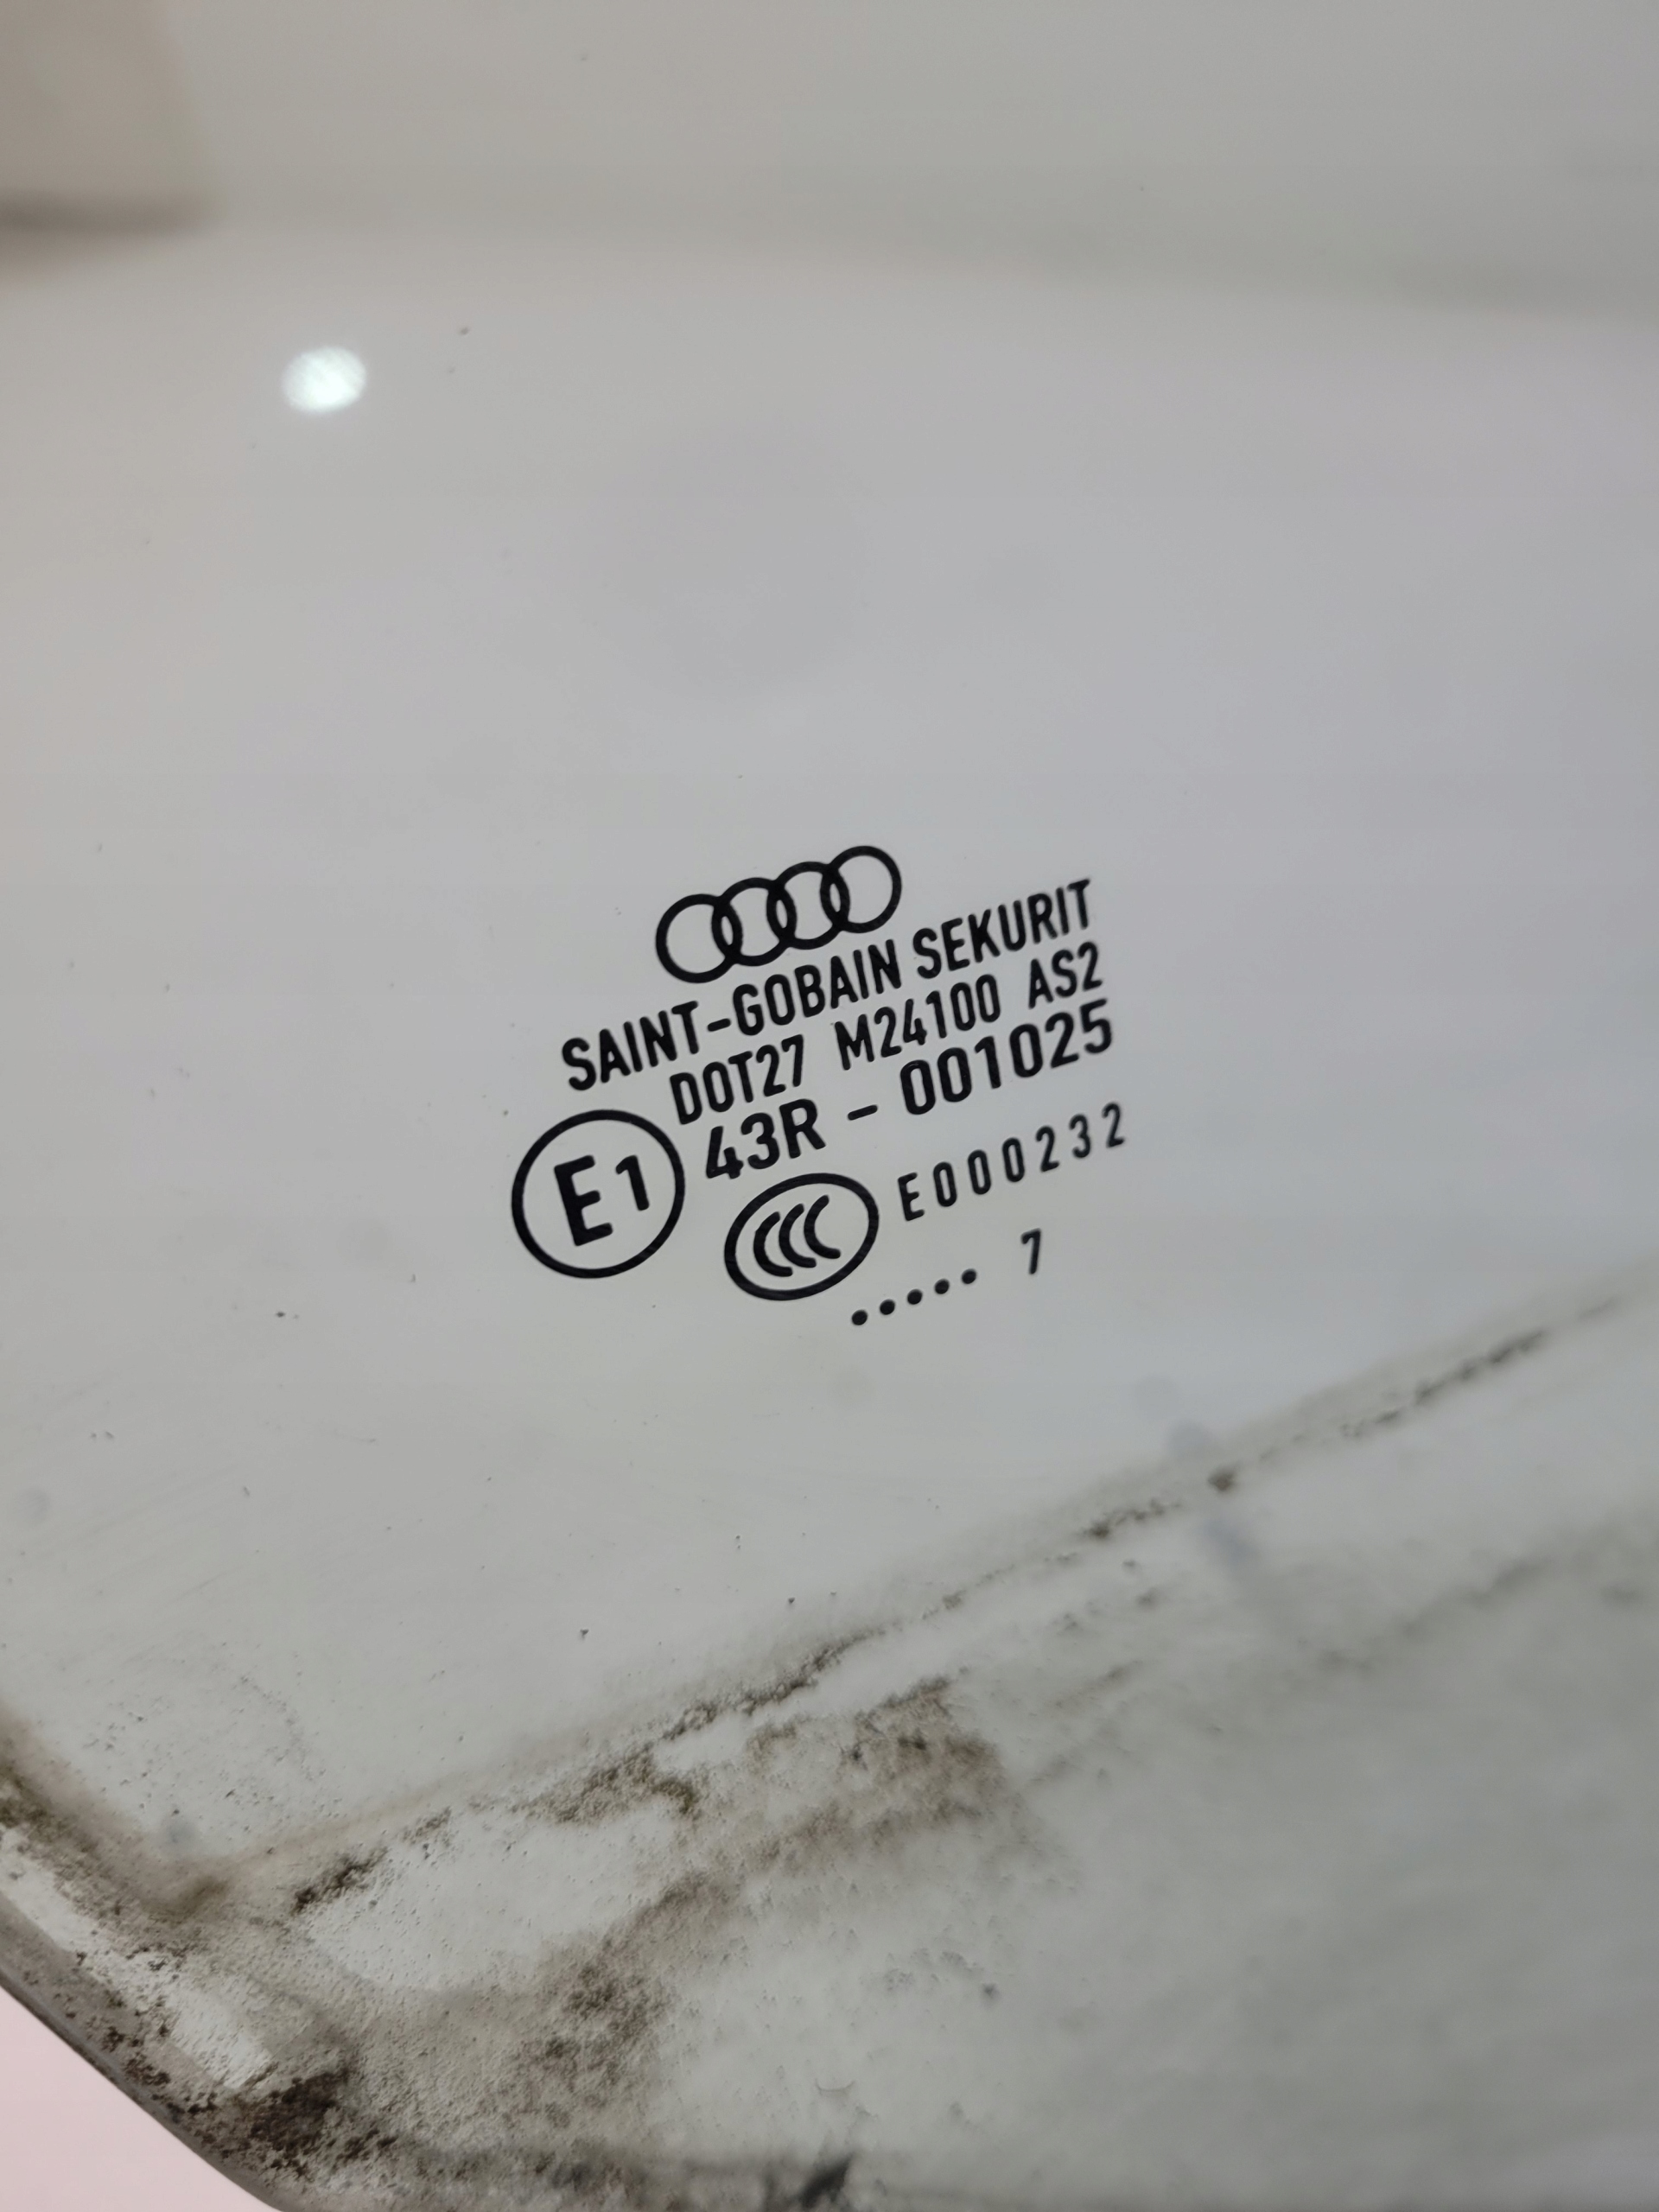 SAINT-GOBAIN SEKURIT
DOT27 M24100 AS2
E1 43R - 001025
CCC E000232
..... 7